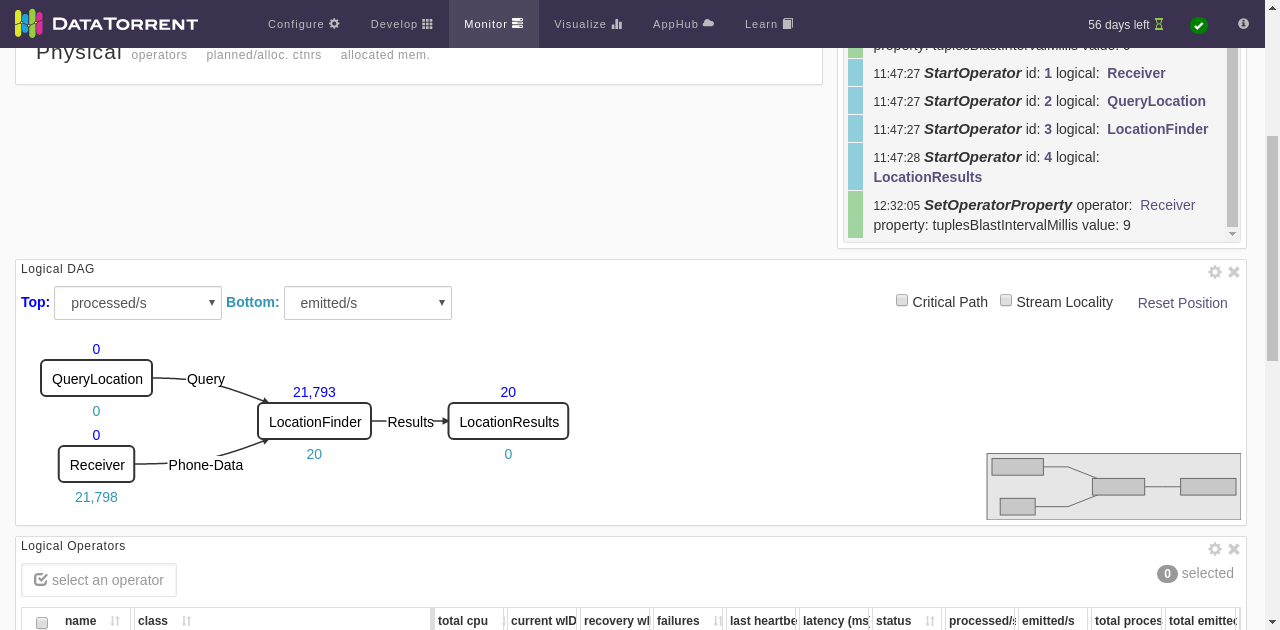 DATATORRENT
Configure
Develop
Monitor
Visualize
AppHub
Learn
56 days left
Physical operators planned/alloc. ctnrs allocated mem.
property: tuplesBlastIntervalMillis value:
11:47:27 StartOperator id: 1 logical: Receiver
11:47:27 StartOperator id: 2 logical: QueryLocation
11:47:27 StartOperator id: 3 logical: LocationFinder
11:47:28 StartOperator id: 4 logical:
LocationResults
12:32:05 SetOperatorProperty operator: Receiver
property: tuplesBlastIntervalMillis value: 9
Logical DAG
Top: processed/s Bottom: emitted/s
Critical Path Stream Locality Reset Position
0
QueryLocation
Query
0
21,793
LocationFinder
20
Results
20
LocationResults
0
0
Receiver
Phone-Data
21,798
Logical Operators
select an operator
0 selected
name class total cpu current wID recovery wI failures last heartbe latency (ms status processed/s emitted/s total proces total emitte